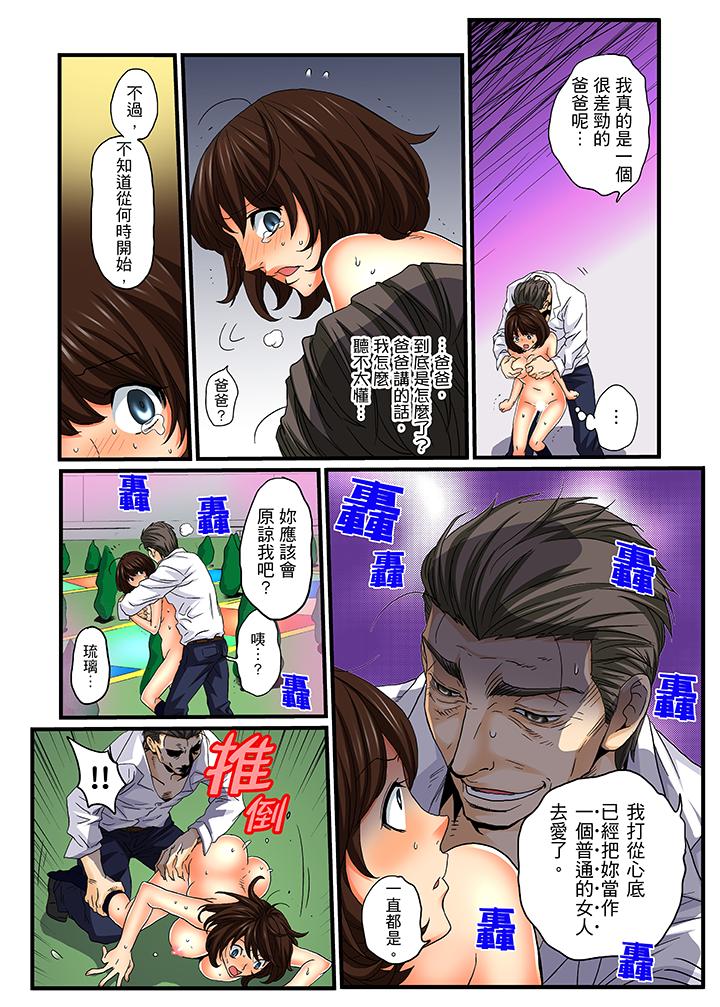 我真的是一個
很差勁的
爸爸呢…
…
…爸爸，
到底是怎麼了？
爸爸講的話，
我怎麼
聽不太懂…
爸爸？
不過，
不知道從何時開始，
轟
轟
轟
轟
轟
轟
轟
我打從心底
已經把妳當作
一個普通的女人
去愛了。
一直都是。
轟
轟
轟
妳應該會
原諒我吧？
咦…？
琉璃…
推
倒
!!